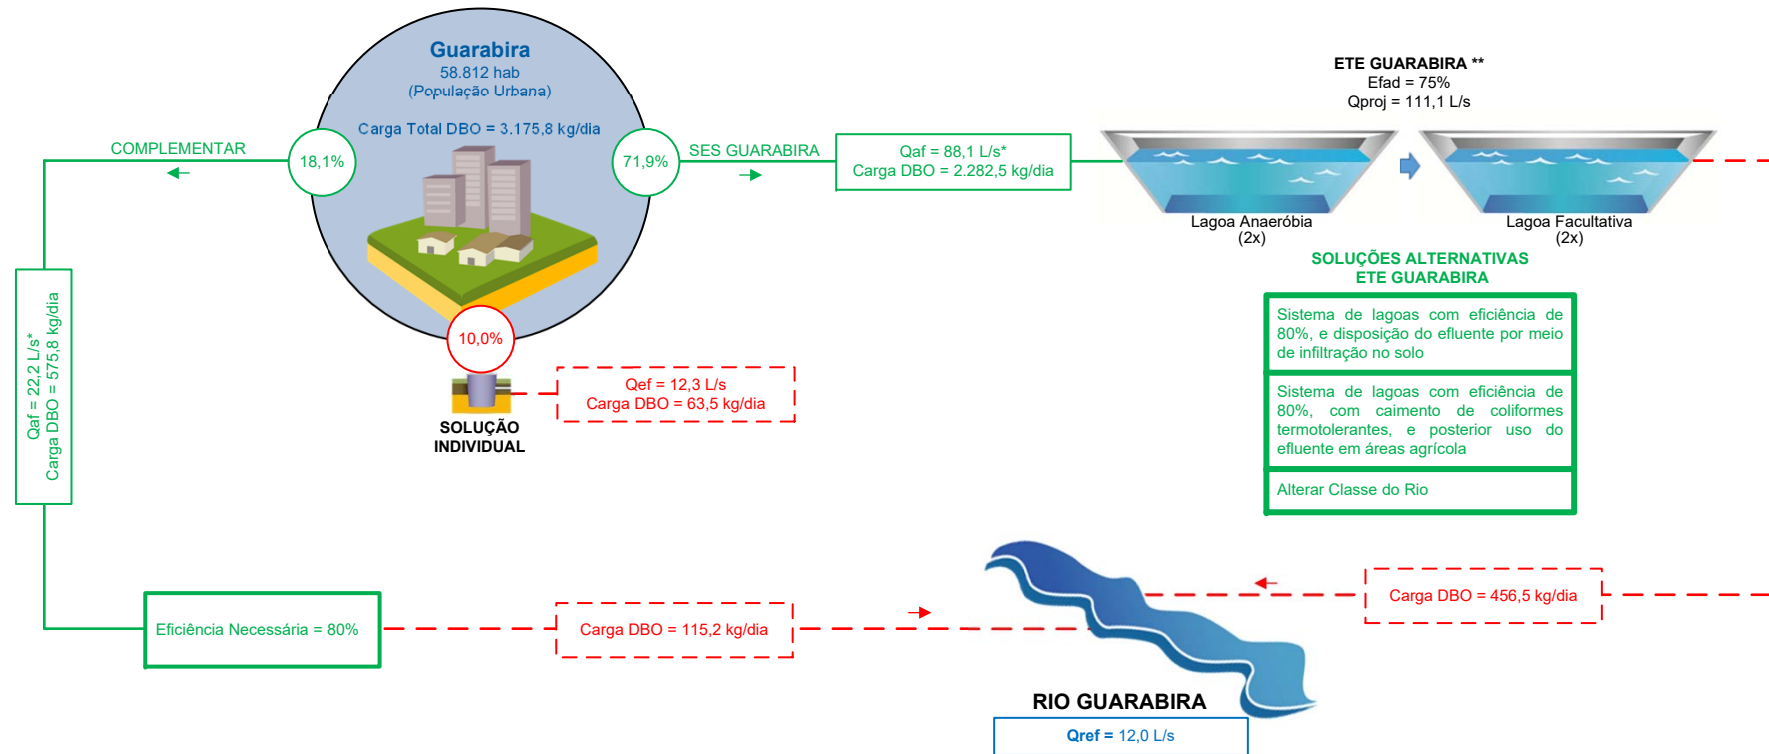 Guarabira
58.812 hab
(População Urbana)
Carga Total DBO = 3.175,8 kg/dia
COMPLEMENTAR
18,1%
71,9%
SES GUARABIRA
Qaf = 88,1 L/s*
Carga DBO = 2.282,5 kg/dia
ETE GUARABIRA **
Efad = 75%
Qproj = 111,1 L/s
Lagoa Anaeróbia
(2x)
Lagoa Facultativa
(2x)
SOLUÇÕES ALTERNATIVAS
ETE GUARABIRA
Sistema de lagoas com eficiência de
80%, e disposição do efluente por meio
de infiltração no solo
Sistema de lagoas com eficiência de
80%, com caimento de coliformes
termotolerantes, e posterior uso do
efluente em áreas agrícola
Alterar Classe do Rio
10,0%
SOLUÇÃO
INDIVIDUAL
Qef = 12,3 L/s
Carga DBO = 63,5 kg/dia
Qaf = 22,2 L/s*
Carga DBO = 575,8 kg/dia
Eficiência Necessária = 80%
Carga DBO = 115,2 kg/dia
Carga DBO = 456,5 kg/dia
RIO GUARABIRA
Qref = 12,0 L/s